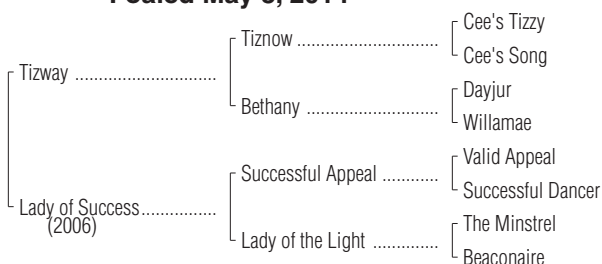 Cee's Tizzy
Tiznow ..............................
Cee's Song
Tizway ..............................
Dayjur
Bethany ............................
Willamae
Valid Appeal
Successful Appeal ............
Successful Dancer
Lady of Success................
(2006)
The Minstrel
Lady of the Light ..............
Beaconaire